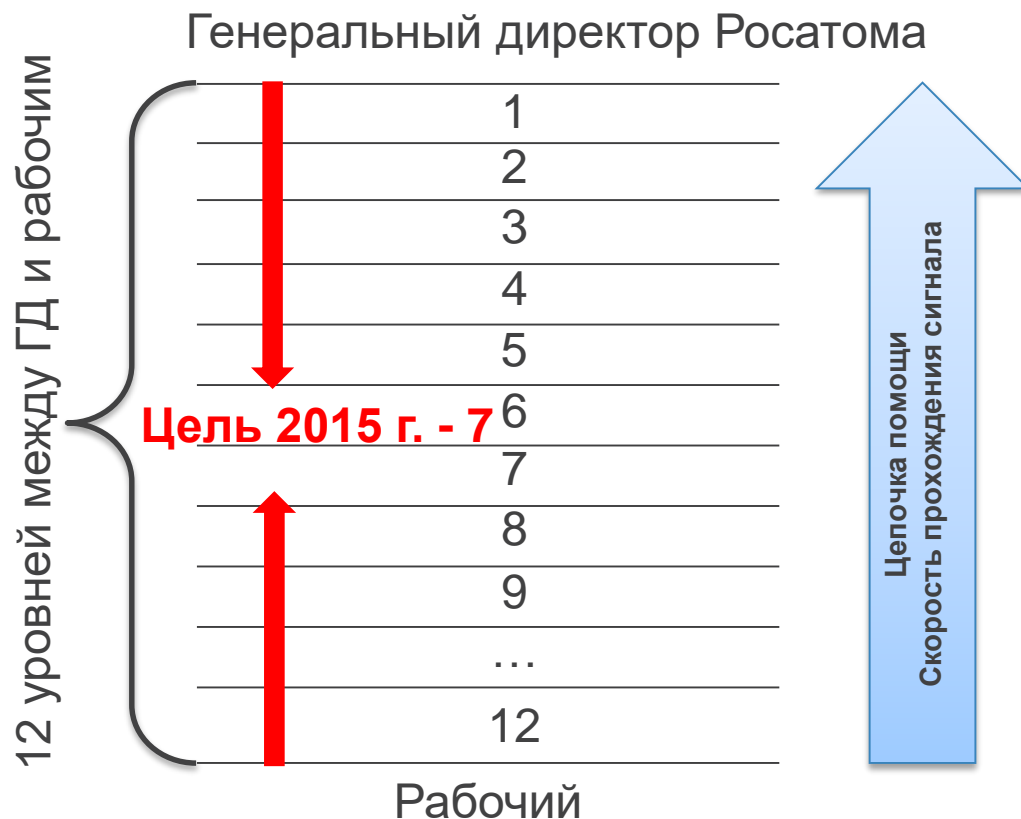 Генеральный директор Росатома
12 уровней между ГД и рабочим
1
2
3
4
5
Цель 2015 г. - 7
6
7
8
9
...
12
Рабочий
Цепочка помощи
Скорость прохождения сигнала